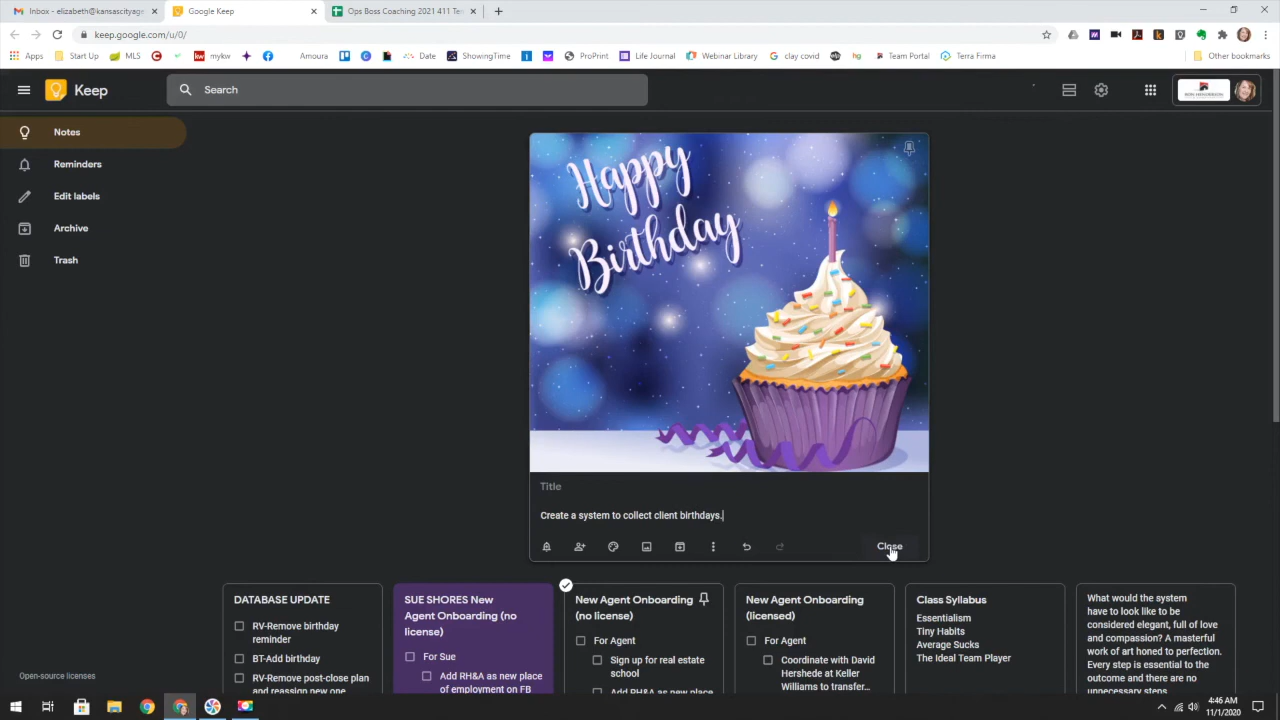 Inbox - elizabeth@kansascityage
Google Keep
Ops Boss Coaching 2021 411 Tem
keep.google.com/u/0/
Apps
Start Up
MLS
mykw
Amoura
Date
ShowingTime
ProPrint
Life Journal
Webinar Library
clay covid
hg
Team Portal
Terra Firma
Other bookmarks
Keep
Search
Notes
Reminders
Edit labels
Archive
Trash
Happy
Birthday
Title
Create a system to collect client birthdays.
Close
DATABASE UPDATE
RV-Remove birthday
reminder
BT-Add birthday
RV-Remove post-close plan
and reassign new one
SUE SHORES New
Agent Onboarding (no
license)
For Sue
Add RH&A as new place
of employment on FB
New Agent Onboarding
(no license)
For Agent
Sign up for real estate
school
Add RH&A as new place
New Agent Onboarding
(licensed)
For Agent
Coordinate with David
Hershede at Keller
Williams to transfer...
Class Syllabus
Essentialism
Tiny Habits
Average Sucks
The Ideal Team Player
What would the system
have to look like to be
considered elegant, full of love
and compassion? A masterful
work of art honed to perfection.
Every step is essential to the
outcome and there are no
unnecessary steps
Open-source licenses
4:46 AM
11/1/2020